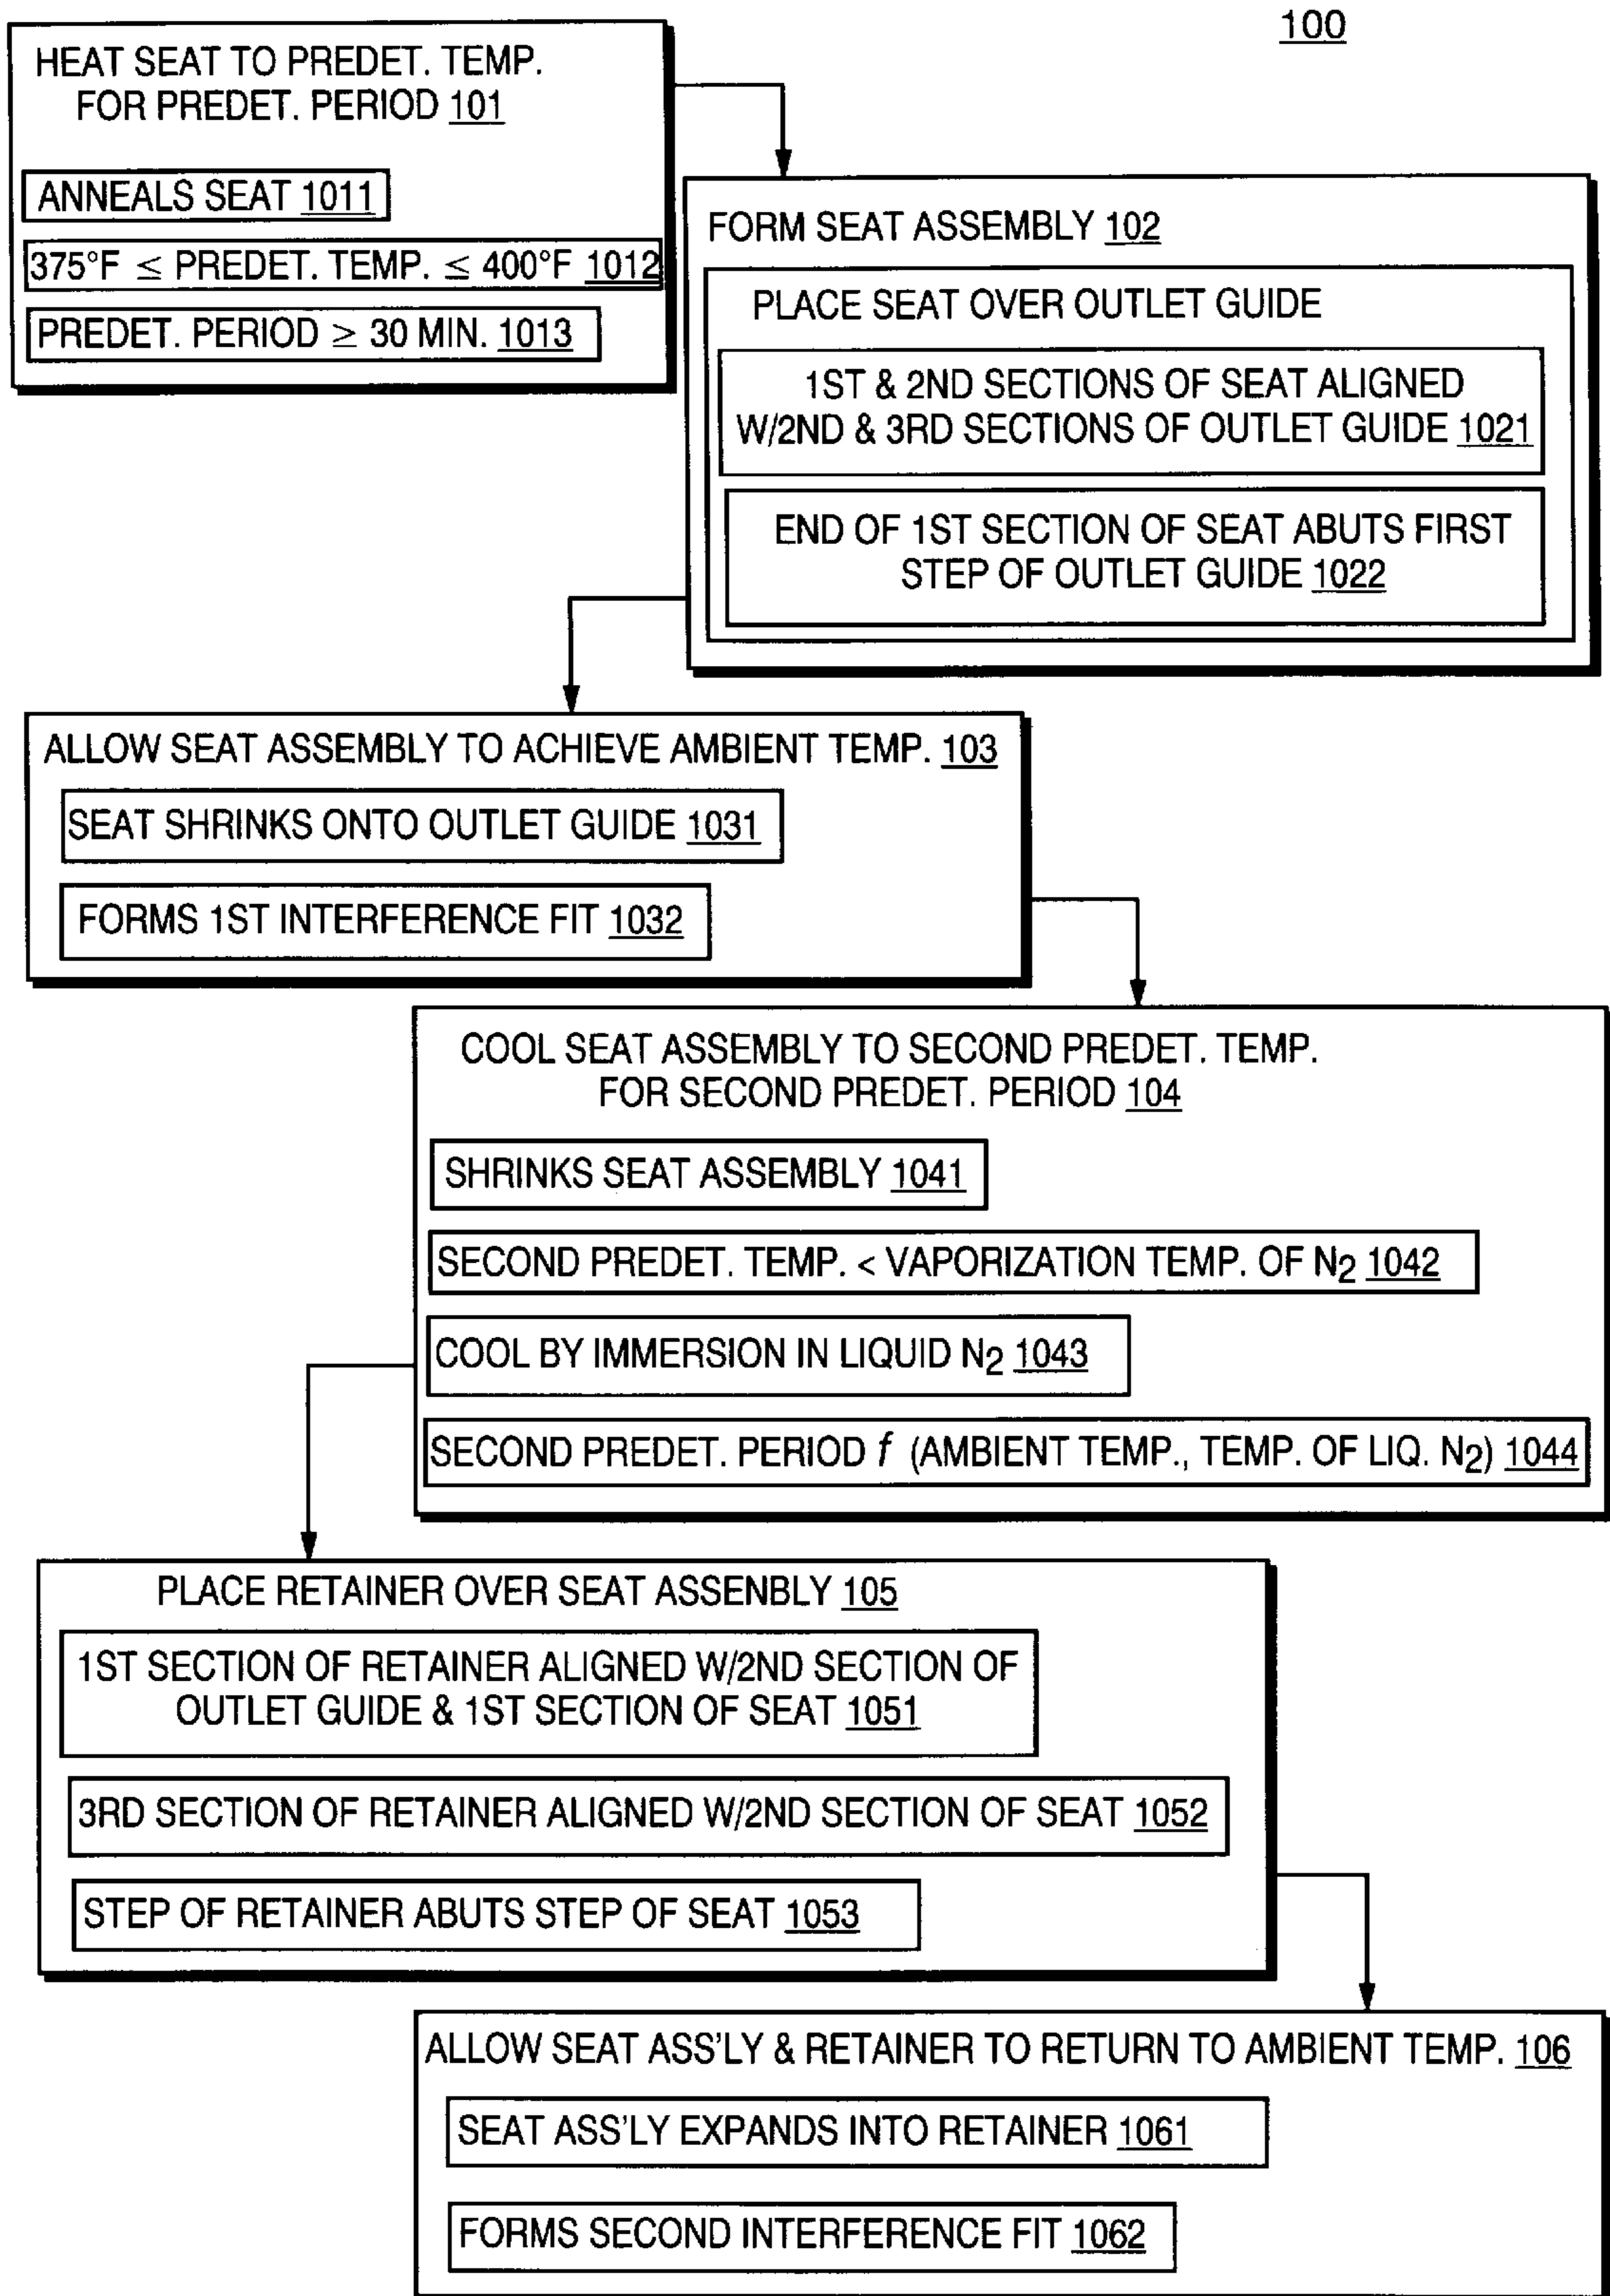 100
HEAT SEAT TO PREDET. TEMP.
FOR PREDET. PERIOD 101
ANNEALS SEAT 1011
375°F ≤ PREDET. TEMP. ≤ 400°F 1012
PREDET. PERIOD ≥ 30 MIN. 1013
FORM SEAT ASSEMBLY 102
PLACE SEAT OVER OUTLET GUIDE
1ST & 2ND SECTIONS OF SEAT ALIGNED
W/2ND & 3RD SECTIONS OF OUTLET GUIDE 1021
END OF 1ST SECTION OF SEAT ABUTS FIRST
STEP OF OUTLET GUIDE 1022
ALLOW SEAT ASSEMBLY TO ACHIEVE AMBIENT TEMP. 103
SEAT SHRINKS ONTO OUTLET GUIDE 1031
FORMS 1ST INTERFERENCE FIT 1032
COOL SEAT ASSEMBLY TO SECOND PREDET. TEMP.
FOR SECOND PREDET. PERIOD 104
SHRINKS SEAT ASSEMBLY 1041
SECOND PREDET. TEMP. < VAPORIZATION TEMP. OF N2 1042
COOL BY IMMERSION IN LIQUID N2 1043
SECOND PREDET. PERIOD f (AMBIENT TEMP., TEMP. OF LIQ. N2) 1044
PLACE RETAINER OVER SEAT ASSENBLY 105
1ST SECTION OF RETAINER ALIGNED W/2ND SECTION OF
OUTLET GUIDE & 1ST SECTION OF SEAT 1051
3RD SECTION OF RETAINER ALIGNED W/2ND SECTION OF SEAT 1052
STEP OF RETAINER ABUTS STEP OF SEAT 1053
ALLOW SEAT ASS'LY & RETAINER TO RETURN TO AMBIENT TEMP. 106
SEAT ASS'LY EXPANDS INTO RETAINER 1061
FORMS SECOND INTERFERENCE FIT 1062